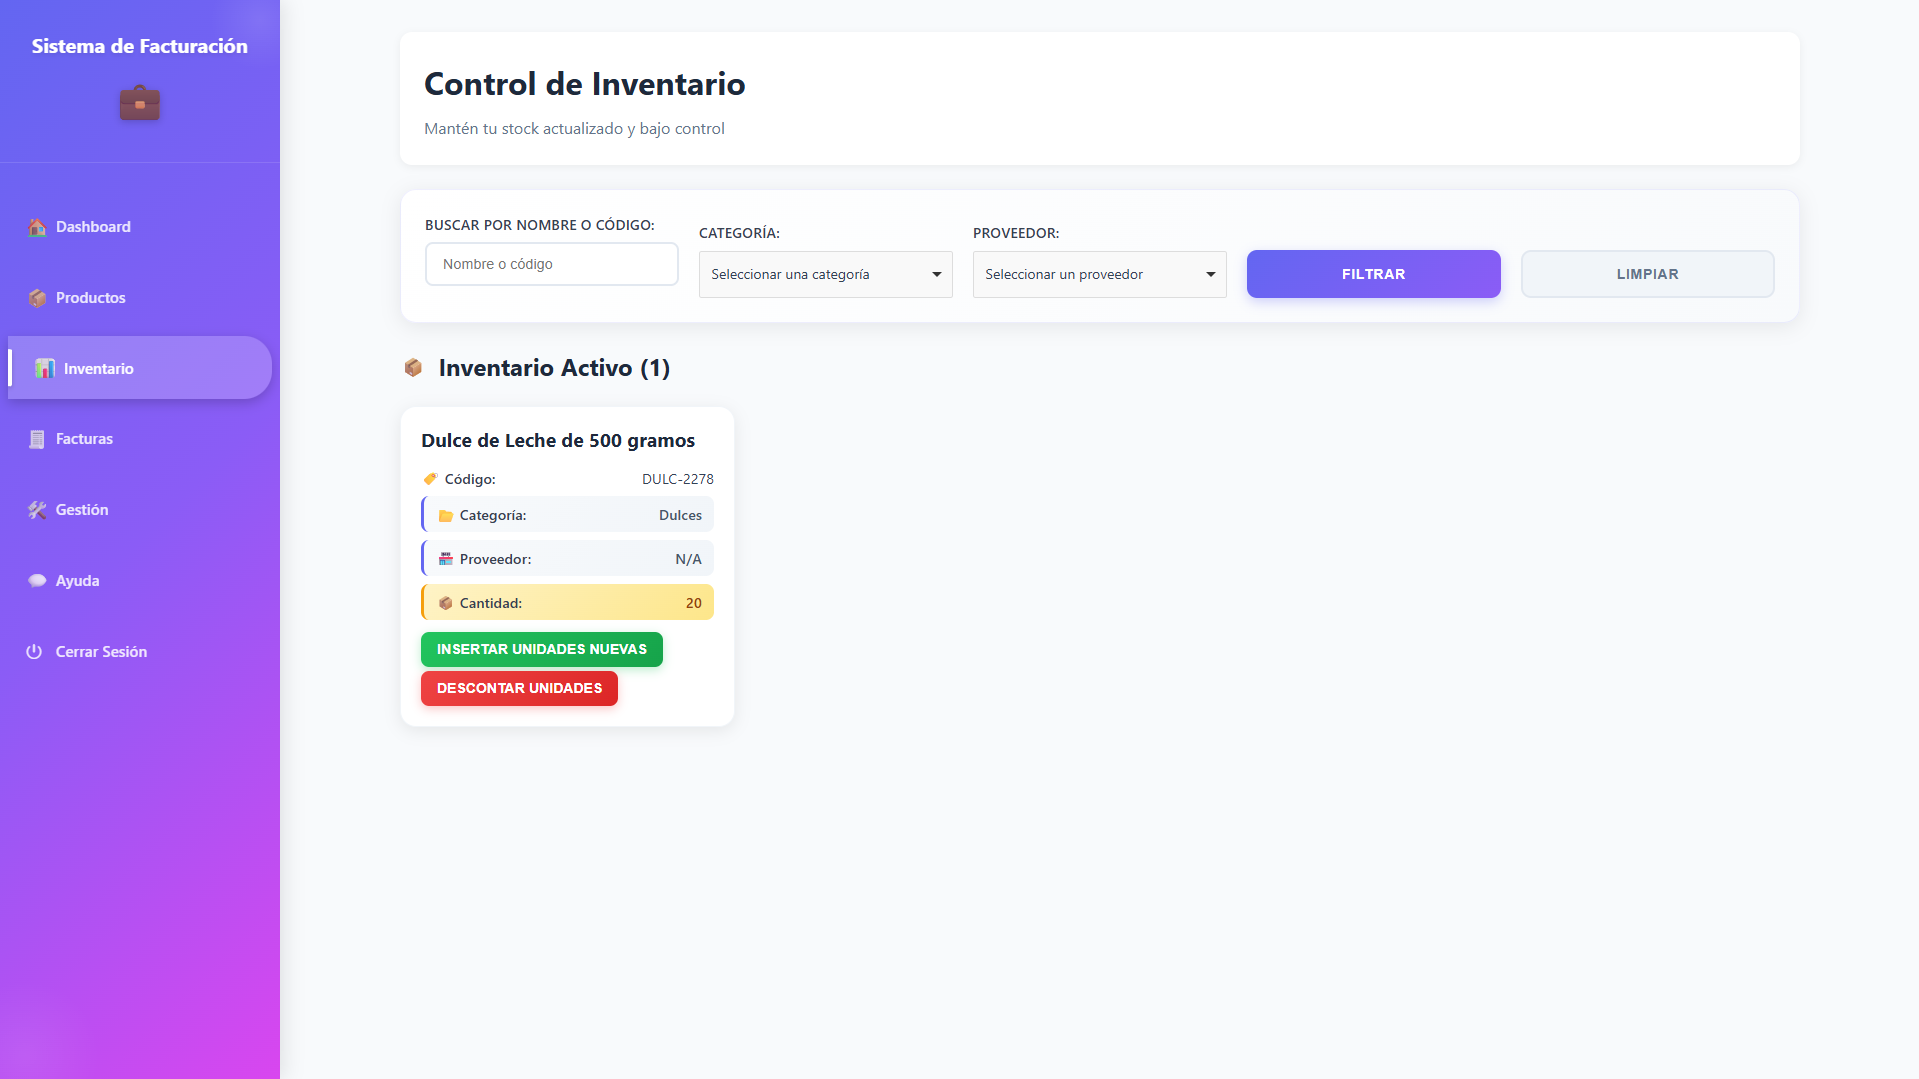 Sistema de Facturación
Dashboard
Productos
Inventario
Facturas
Gestión
Ayuda
Cerrar Sesión
Control de Inventario
Mantén tu stock actualizado y bajo control
BUSCAR POR NOMBRE O CÓDIGO:
Nombre o código
CATEGORÍA:
Seleccionar una categoría
PROVEEDOR:
Seleccionar un proveedor
FILTRAR
LIMPIAR
Inventario Activo (1)
Dulce de Leche de 500 gramos
Código: DULC-2278
Categoría: Dulces
Proveedor: N/A
Cantidad: 20
INSERTAR UNIDADES NUEVAS
DESCONTAR UNIDADES